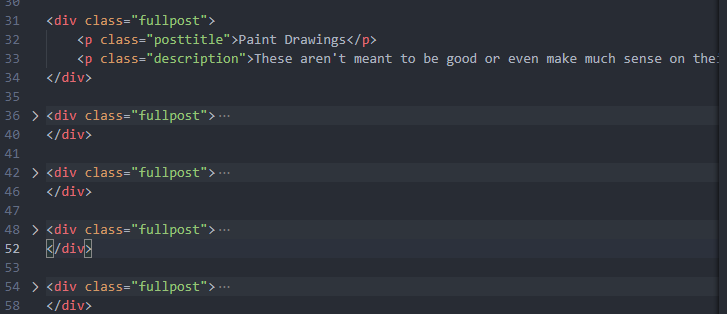 30
31 <div class="fullpost">
32 <p class="posttitle">Paint Drawings</p>
33 <p class="description">These aren't meant to be good or even make much sense on
34 </div>
35
36 > <div class="fullpost">⋯
40 </div>
41
42 > <div class="fullpost">⋯
46 </div>
47
48 > <div class="fullpost">⋯
52 </div>
53
54 > <div class="fullpost">⋯
58 </div>